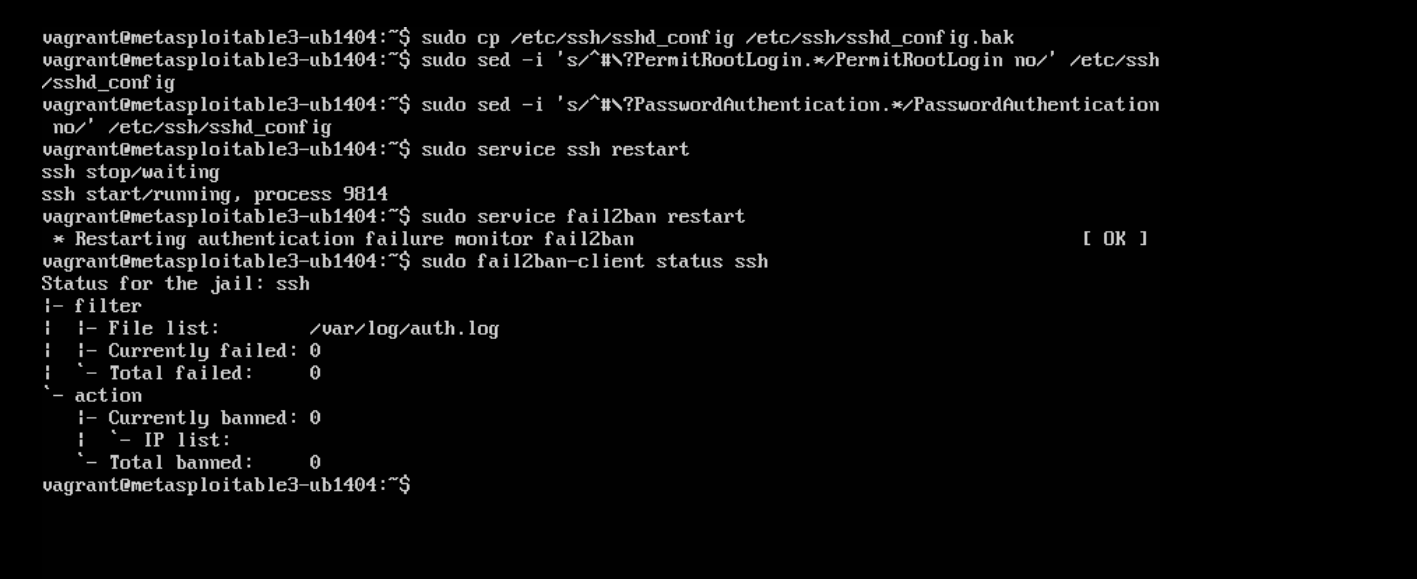 vagrant@metasploitable3-ub1404:~$ sudo cp /etc/ssh/sshd_config /etc/ssh/sshd_config.bak
vagrant@metasploitable3-ub1404:~$ sudo sed -i 's/^#\?PermitRootLogin.*/PermitRootLogin no/' /etc/ssh
/sshd_config
vagrant@metasploitable3-ub1404:~$ sudo sed -i 's/^#\?PasswordAuthentication.*/PasswordAuthentication
 no/' /etc/ssh/sshd_config
vagrant@metasploitable3-ub1404:~$ sudo service ssh restart
ssh stop/waiting
ssh start/running, process 9814
vagrant@metasploitable3-ub1404:~$ sudo service fail2ban restart
 * Restarting authentication failure monitor fail2ban                                        [ OK ]
vagrant@metasploitable3-ub1404:~$ sudo fail2ban-client status ssh
Status for the jail: ssh
|- filter
|  |- File list:        /var/log/auth.log
|  |- Currently failed: 0
|  `- Total failed:     0
`- action
   |- Currently banned: 0
   |  `- IP list:
   `- Total banned:     0
vagrant@metasploitable3-ub1404:~$